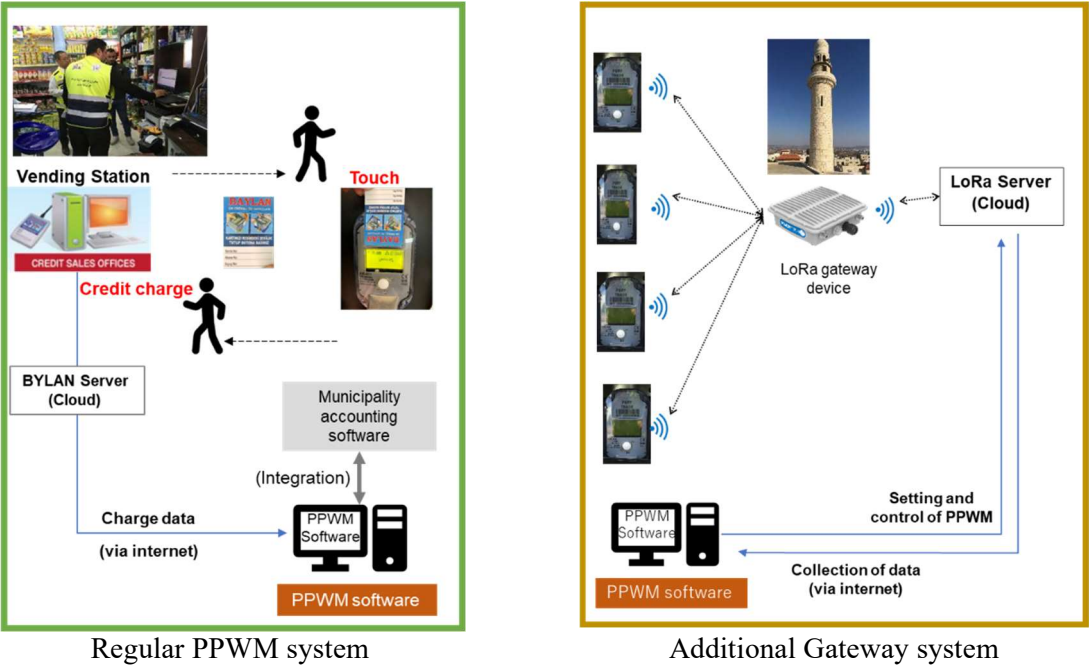 Vending Station
CREDIT SALES OFFICES
Credit charge
Touch
BAYLAN
BYLAN Server
(Cloud)
Municipality
accounting
software
(Integration)
Charge data
(via internet)
PPWM
Software
PPWM software
Regular PPWM system
LoRa gateway
device
LoRa Server
(Cloud)
Setting and
control of PPWM
Collection of data
(via internet)
PPWM
Software
PPWM software
Additional Gateway system